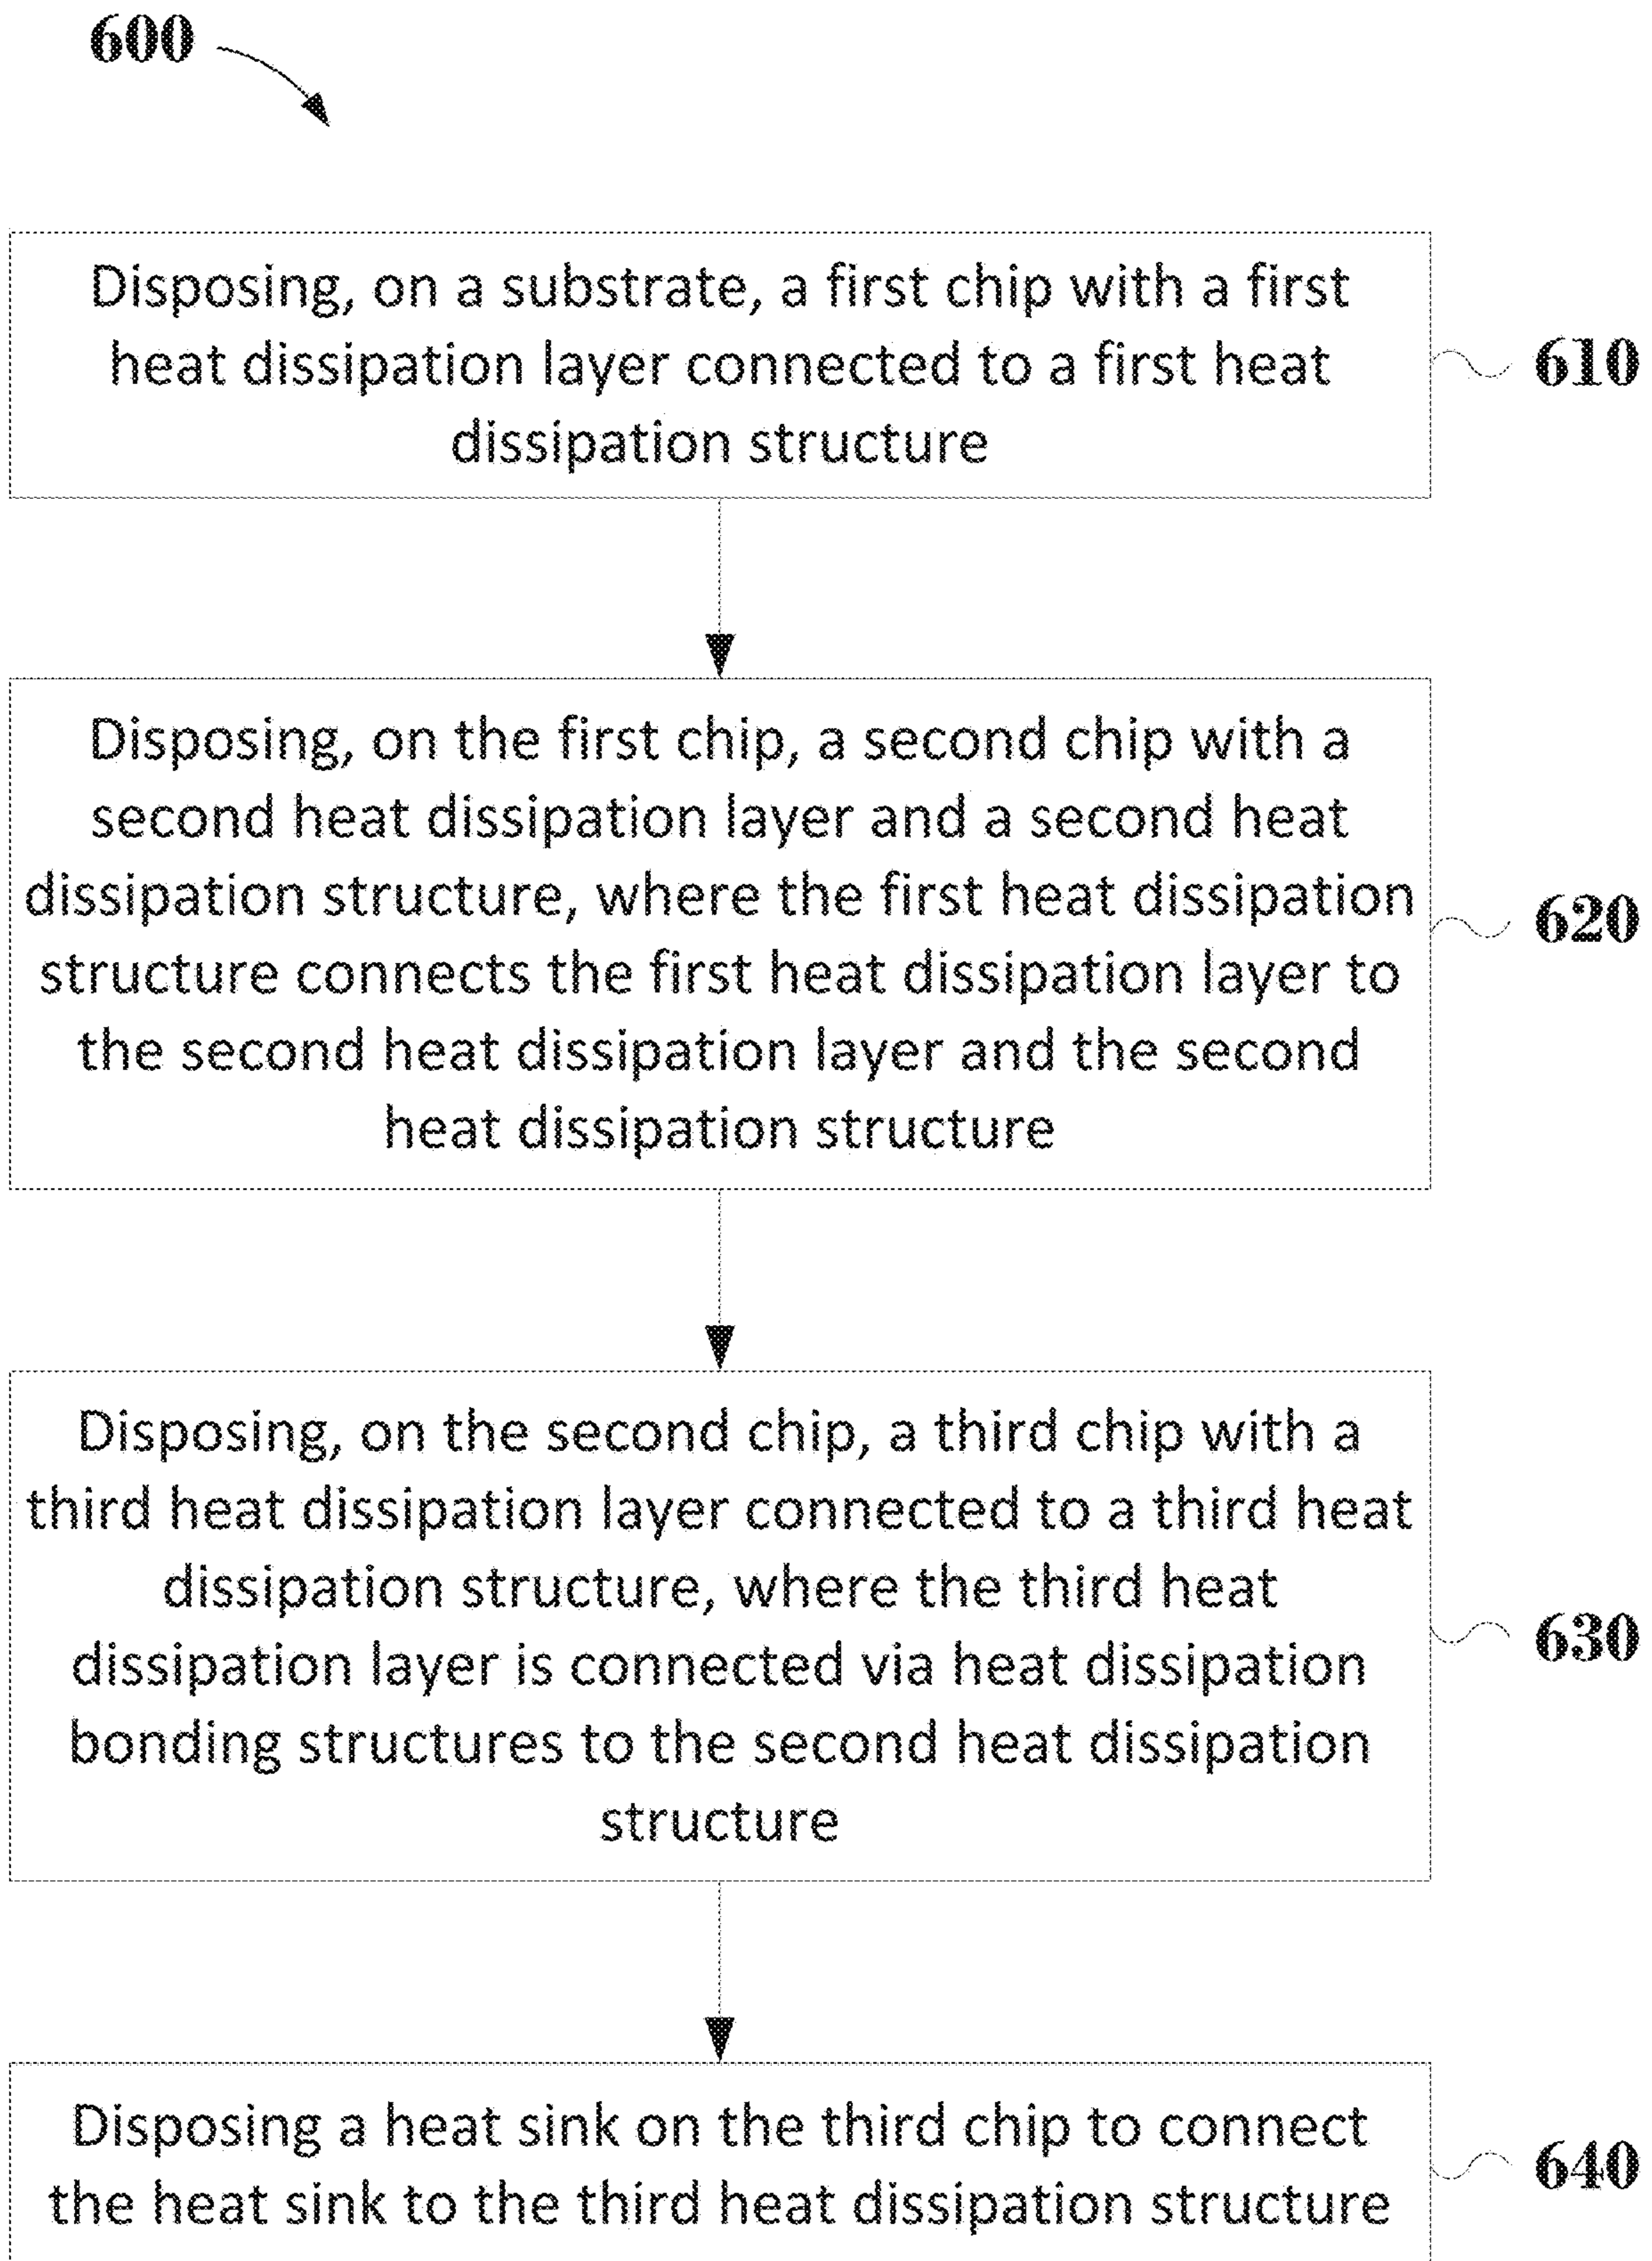 600
Disposing, on a substrate, a first chip with a first
heat dissipation layer connected to a first heat
dissipation structure
610
Disposing, on the first chip, a second chip with a
second heat dissipation layer and a second heat
dissipation structure, where the first heat dissipation
structure connects the first heat dissipation layer to
the second heat dissipation layer and the second
heat dissipation structure
620
Disposing, on the second chip, a third chip with a
third heat dissipation layer connected to a third heat
dissipation structure, where the third heat
dissipation layer is connected via heat dissipation
bonding structures to the second heat dissipation
structure
630
Disposing a heat sink on the third chip to connect
the heat sink to the third heat dissipation structure
640